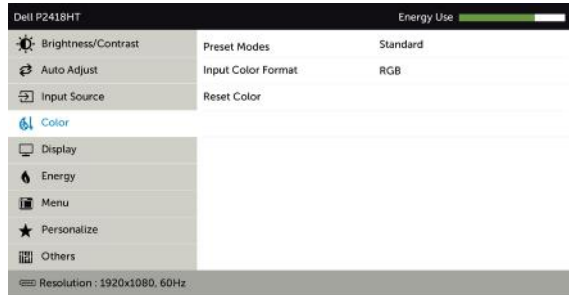 Dell P2418HT
Energy Use
Brightness/Contrast
Auto Adjust
Input Source
Color
Display
Energy
Menu
Personalize
Others
Preset Modes Standard
Input Color Format RGB
Reset Color
Resolution : 1920x1080, 60Hz